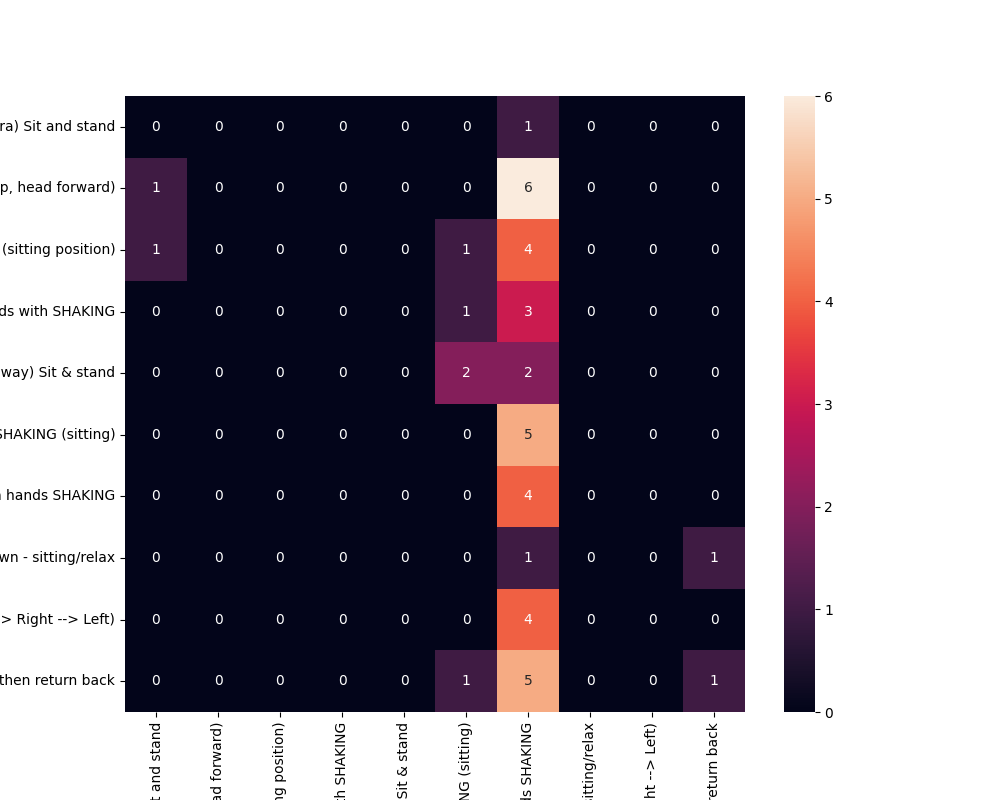 ra) Sit and stand 0 0 0 0 0 0 1 0 0 0
p, head forward) 1 0 0 0 0 0 6 0 0 0
(sitting position) 1 0 0 0 0 1 4 0 0 0
ds with SHAKING 0 0 0 0 0 1 3 0 0 0
way) Sit & stand 0 0 0 0 0 2 2 0 0 0
SHAKING (sitting) 0 0 0 0 0 0 5 0 0 0
hands SHAKING 0 0 0 0 0 0 4 0 0 0
wn - sitting/relax 0 0 0 0 0 0 1 0 0 1
> Right --> Left) 0 0 0 0 0 0 4 0 0 0
then return back 0 0 0 0 0 1 5 0 0 1
t and stand
ad forward)
ng position)
th SHAKING
Sit & stand
NG (sitting)
ds SHAKING
sitting/relax
ht --> Left)
return back
6
5
4
3
2
1
0